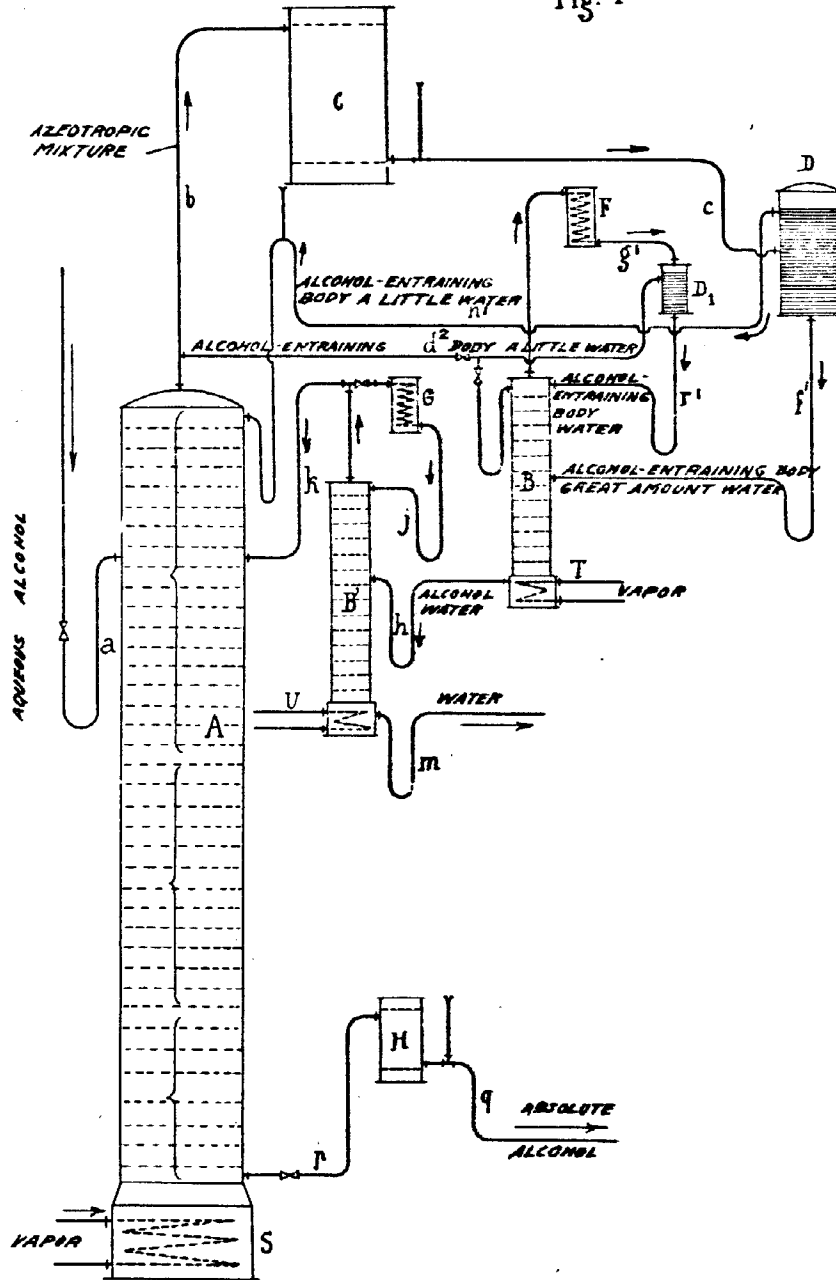 Fig. 1
C
AZEOTROPIC
MIXTURE
b
D
c
F
g'
D₁
ALCOHOL-ENTRAINING
BODY A LITTLE WATER
n'
ALCOHOL-ENTRAINING d² BODY A LITTLE WATER
G
ALCOHOL-
ENTRAINING
BODY
WATER
r'
f'
k
j
B
ALCOHOL-ENTRAINING BODY
GREAT AMOUNT WATER
AQUEOUS ALCOHOL
a
B'
h
ALCOHOL
WATER
T
VAPOR
A
U
WATER
m
H
q
ABSOLUTE
ALCOHOL
p
VAPOR
S